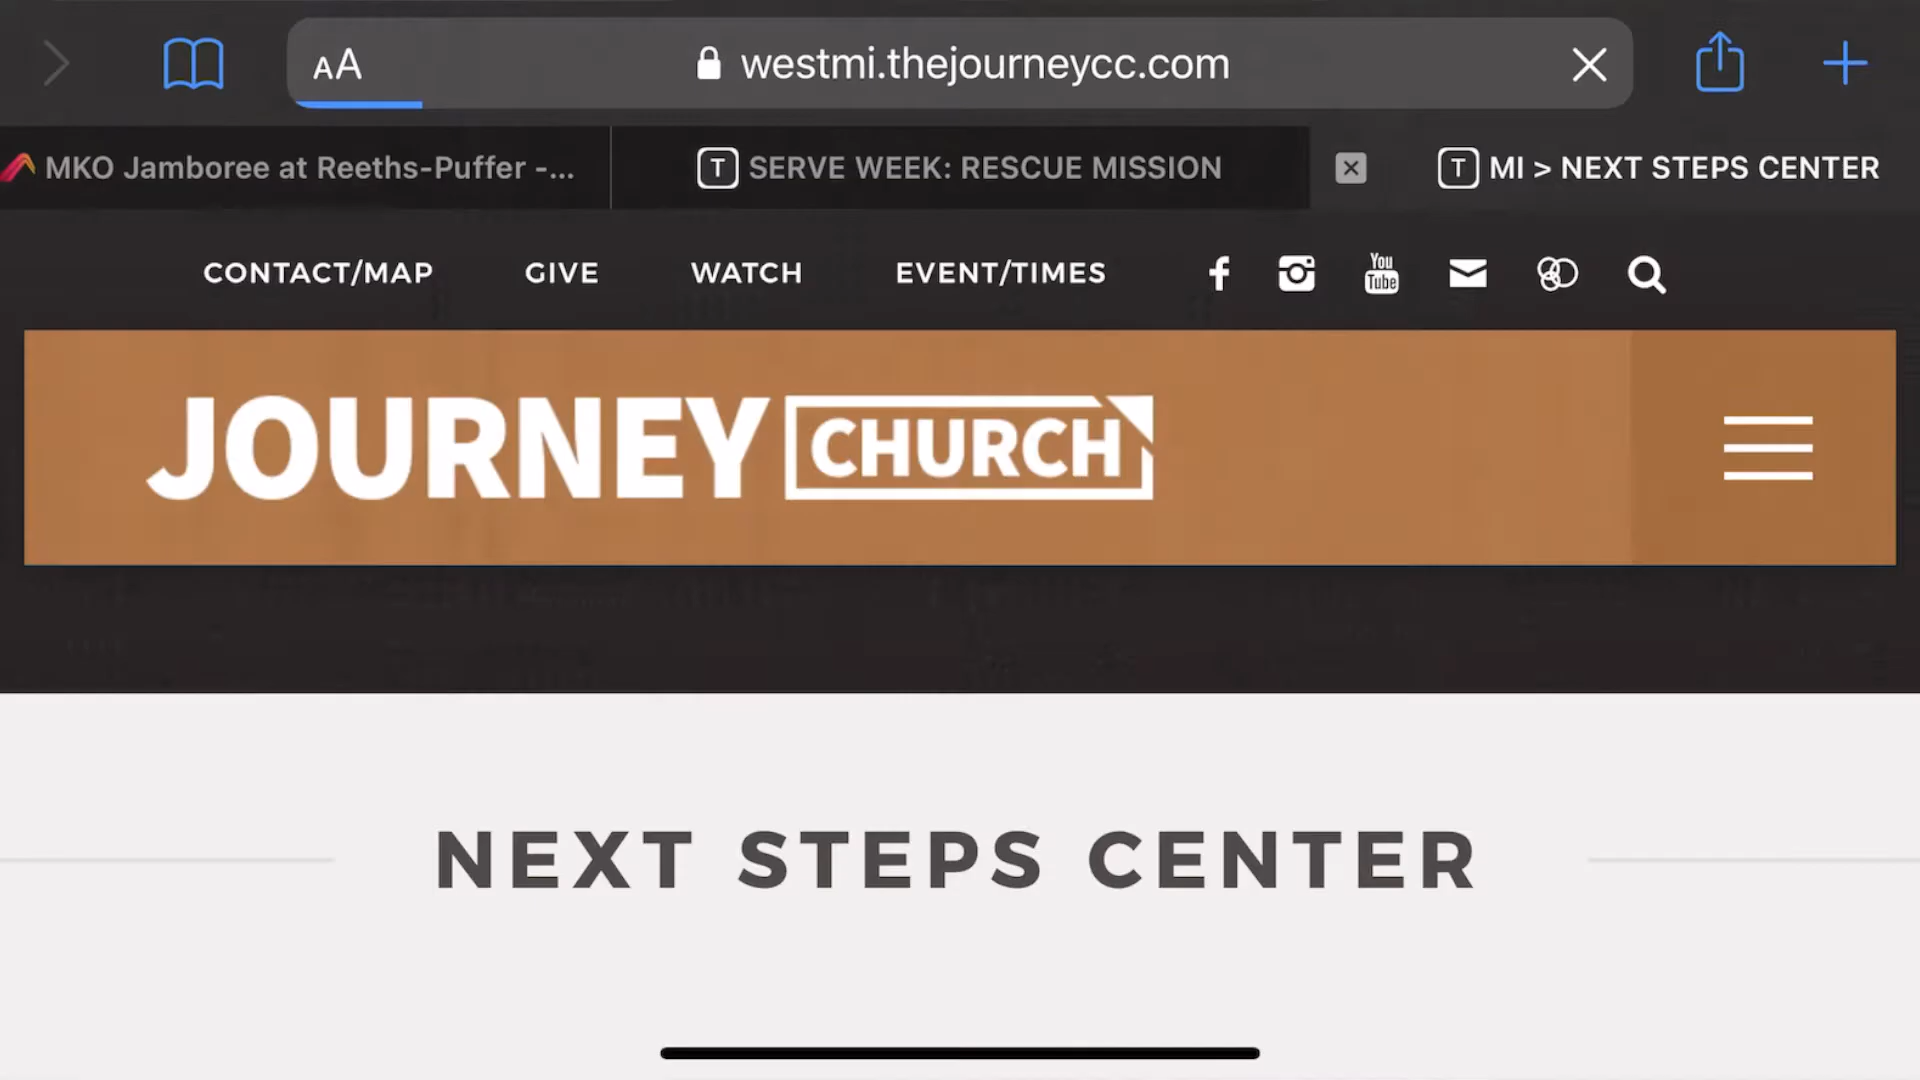 AA
westmi.thejourneycc.com
MKO Jamboree at Reeths-Puffer -...
T SERVE WEEK: RESCUE MISSION
T MI > NEXT STEPS CENTER
CONTACT/MAP GIVE WATCH EVENT/TIMES You Tube
JOURNEY CHURCH
NEXT STEPS CENTER